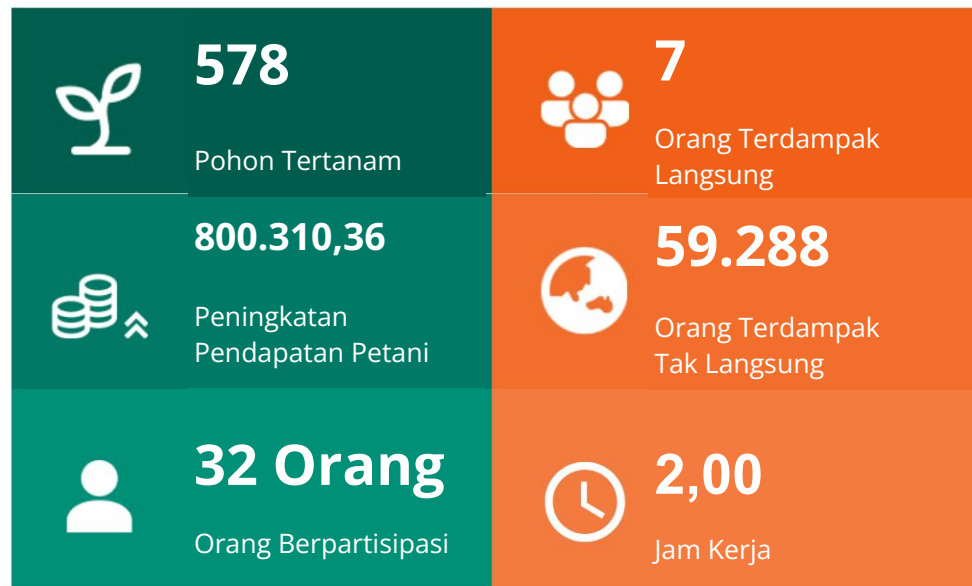 578
Pohon Tertanam
7
Orang Terdampak
Langsung
800.310,36
Peningkatan
Pendapatan Petani
59.288
Orang Terdampak
Tak Langsung
32 Orang
Orang Berpartisipasi
2,00
Jam Kerja